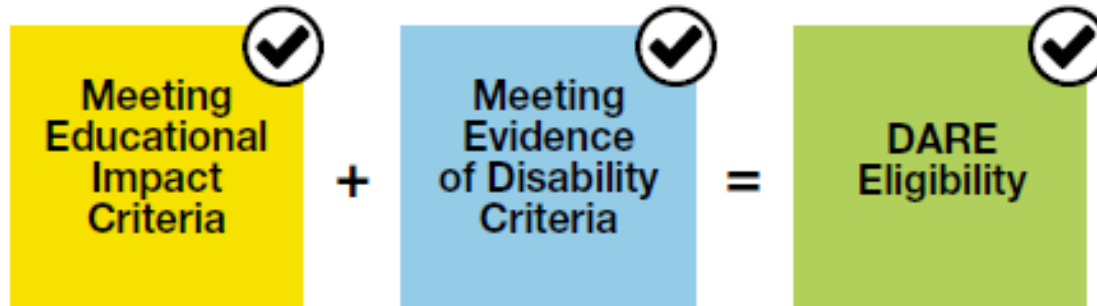 Meeting
Educational
Impact
Criteria
+
Meeting
Evidence
of Disability
Criteria
=
DARE
Eligibility